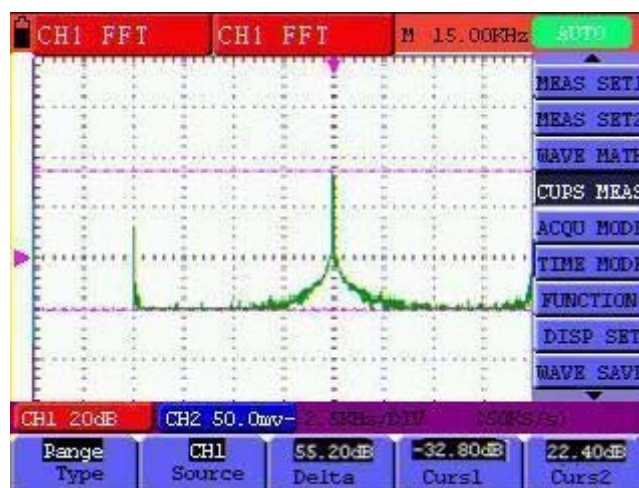 CH1 FFT CH1 FFT M 15.00KHz AUTO
MEAS SET1
MEAS SET2
WAVE MATH
CURS MEAS
ACQU MODE
TIME MODE
FUNCTION
DISP SET
WAVE SAVE
CH1 20dB CH2 50.0mv- 2.5KHz/DIV (50KS/s)
Range CH1 55.20dB -32.80dB 22.40dB
Type Source Delta Curs1 Curs2